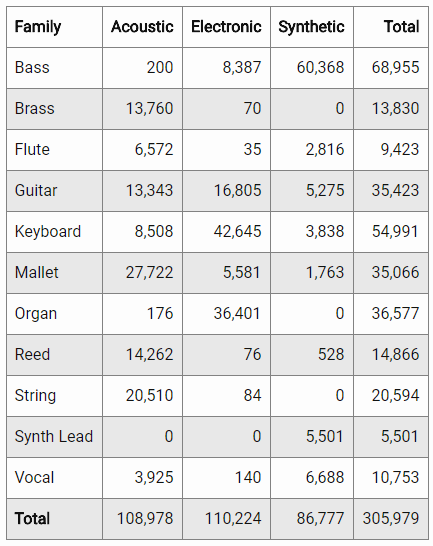 Family Acoustic Electronic Synthetic Total
Bass 200 8,387 60,368 68,955
Brass 13,760 70 0 13,830
Flute 6,572 35 2,816 9,423
Guitar 13,343 16,805 5,275 35,423
Keyboard 8,508 42,645 3,838 54,991
Mallet 27,722 5,581 1,763 35,066
Organ 176 36,401 0 36,577
Reed 14,262 76 528 14,866
String 20,510 84 0 20,594
Synth Lead 0 0 5,501 5,501
Vocal 3,925 140 6,688 10,753
Total 108,978 110,224 86,777 305,979